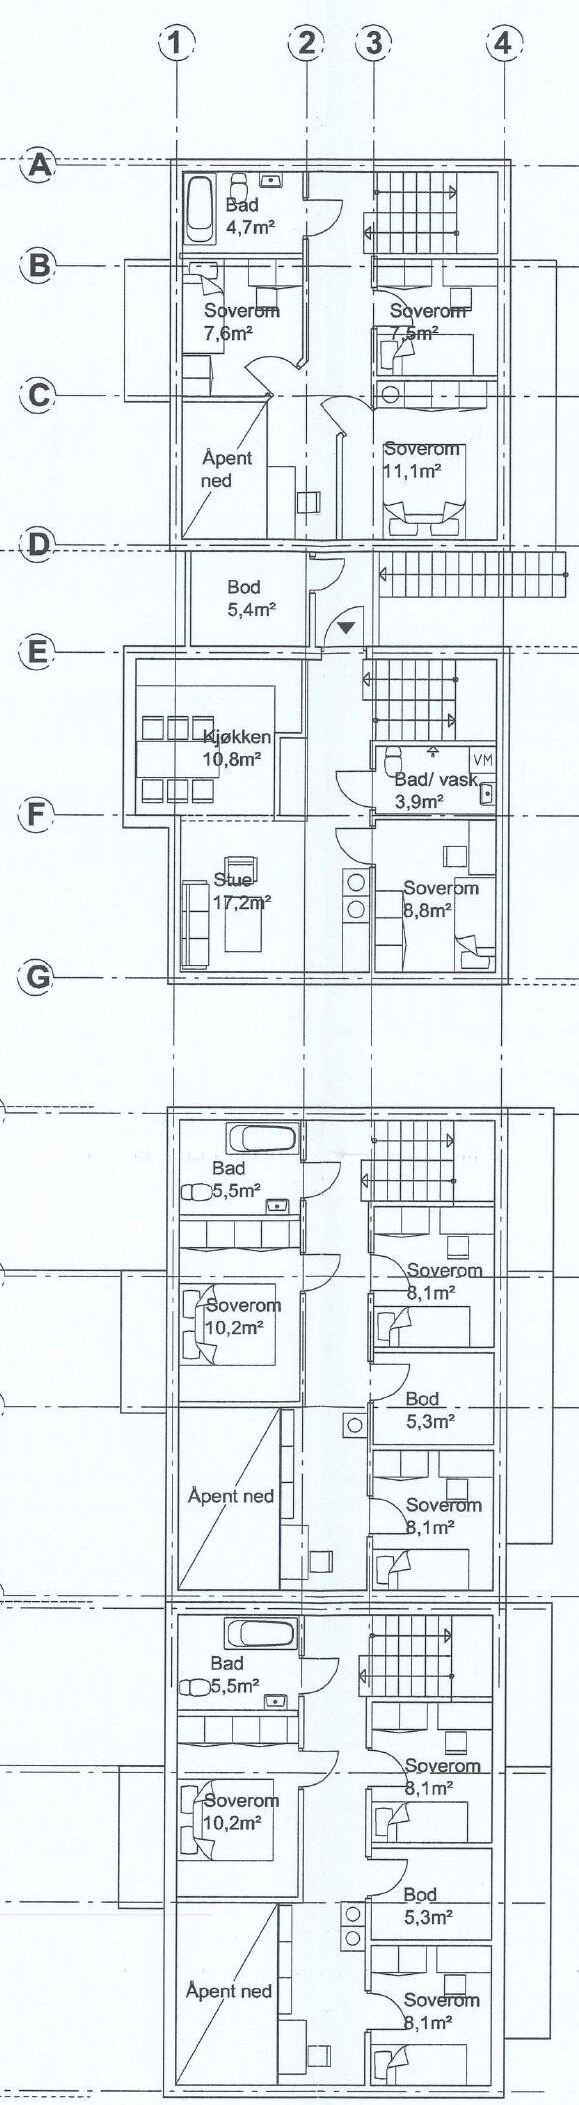 1 2 3 4
A
Bad
4,7m²
B
Soverom
7,6m²
Soverom
7,5m²
C
Åpent
ned
Soverom
11,1m²
D
Bod
5,4m²
E
Kjøkken
10,8m²
VM
Bad/ vask
3,9m²
F
Stue
17,2m²
Soverom
8,8m²
G
Bad
5,5m²
Soverom
8,1m²
Soverom
10,2m²
Bod
5,3m²
Åpent ned
Soverom
8,1m²
Bad
5,5m²
Soverom
8,1m²
Soverom
10,2m²
Bod
5,3m²
Åpent ned
Soverom
8,1m²